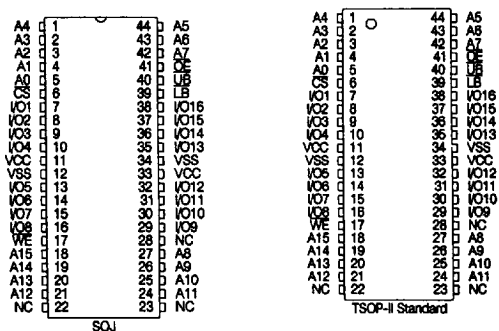 A4 1 44 A5
A3 2 43 A6
A2 3 42 A7
A1 4 41 OE
A0 5 40 UB
CS 6 39 LB
I/O1 7 38 I/O16
I/O2 8 37 I/O15
I/O3 9 36 I/O14
I/O4 10 35 I/O13
VCC 11 34 VSS
VSS 12 33 VCC
I/O5 13 32 I/O12
I/O6 14 31 I/O11
I/O7 15 30 I/O10
I/O8 16 29 I/O9
WE 17 28 NC
A15 18 27 A8
A14 19 26 A9
A13 20 25 A10
A12 21 24 A11
NC 22 23 NC
SOJ
A4 1 44 A5
A3 2 43 A6
A2 3 42 A7
A1 4 41 OE
A0 5 40 UB
CS 6 39 LB
I/O1 7 38 I/O16
I/O2 8 37 I/O15
I/O3 9 36 I/O14
I/O4 10 35 I/O13
VCC 11 34 VSS
VSS 12 33 VCC
I/O5 13 32 I/O12
I/O6 14 31 I/O11
I/O7 15 30 I/O10
I/O8 16 29 I/O9
WE 17 28 NC
A15 18 27 A8
A14 19 26 A9
A13 20 25 A10
A12 21 24 A11
NC 22 23 NC
TSOP-II Standard